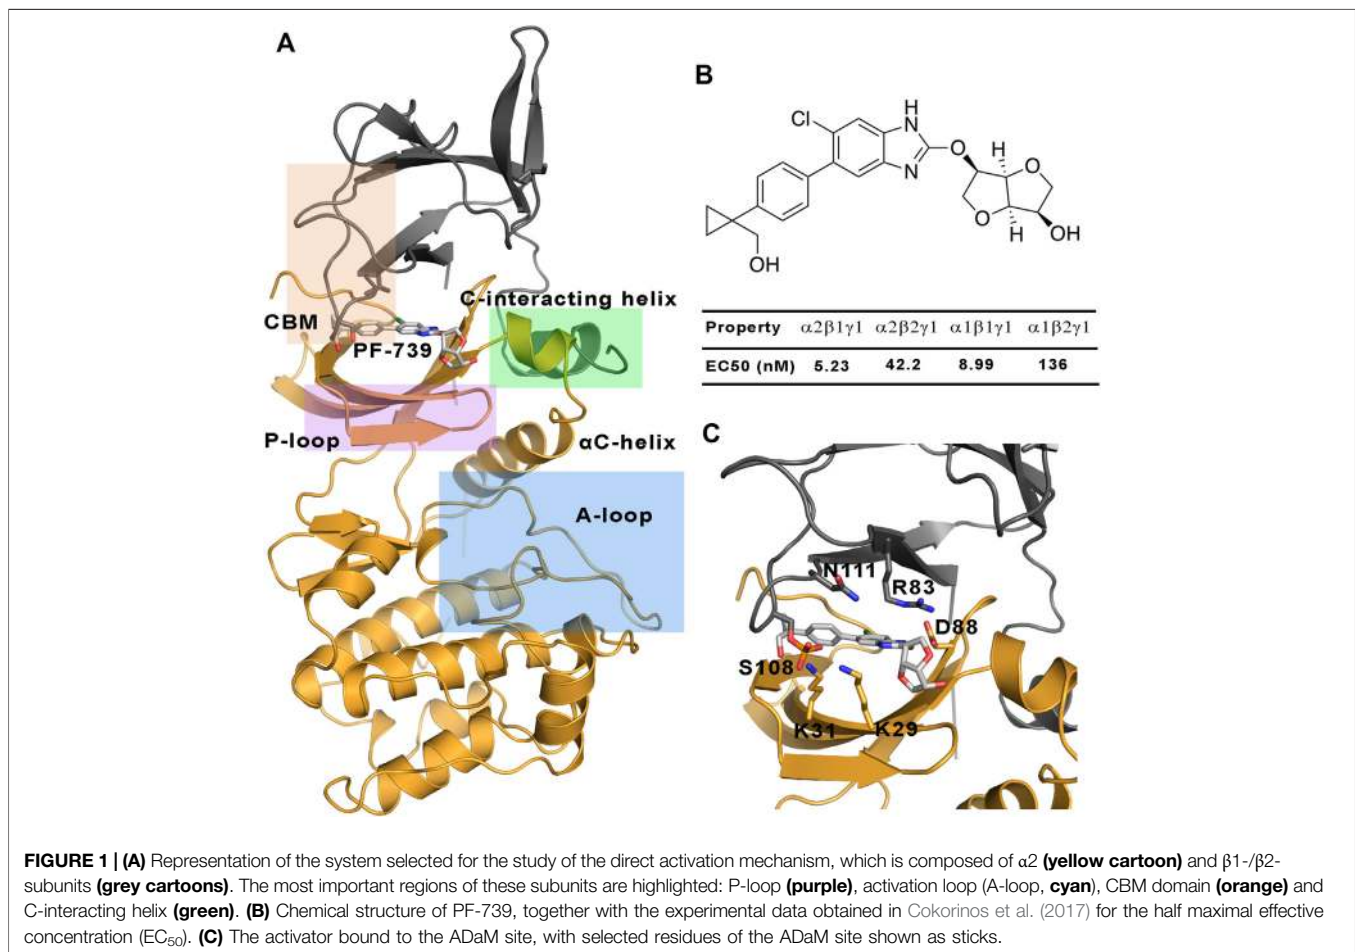 A
CBM
PF-739
C-interacting helix
P-loop
αC-helix
A-loop
B
Cl
H
N
N
O
H
O
O
H
OH
OH
Property α2β1γ1 α2β2γ1 α1β1γ1 α1β2γ1
EC50 (nM) 5.23 42.2 8.99 136
C
N111
R83
D88
S108
K31
K29
FIGURE 1 | (A) Representation of the system selected for the study of the direct activation mechanism, which is composed of α2 (yellow cartoon) and β1-/β2-
subunits (grey cartoons). The most important regions of these subunits are highlighted: P-loop (purple), activation loop (A-loop, cyan), CBM domain (orange) and
C-interacting helix (green). (B) Chemical structure of PF-739, together with the experimental data obtained in Cokorinos et al. (2017) for the half maximal effective
concentration (EC₅₀). (C) The activator bound to the ADaM site, with selected residues of the ADaM site shown as sticks.